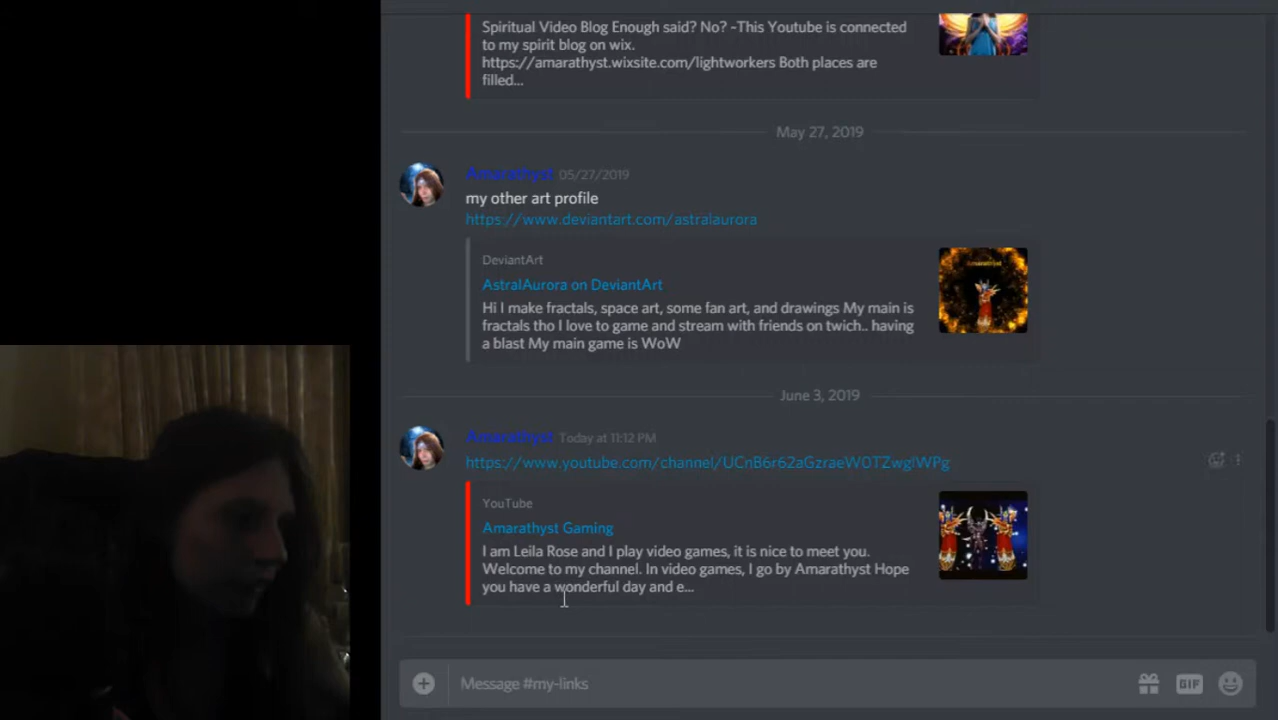 Spiritual Video Blog Enough said? No? -This Youtube is connected
to my spirit blog on wix.
https://amarathyst.wixsite.com/lightworkers Both places are
filled...
May 27, 2019
Amarathyst 05/27/2019
my other art profile
https://www.deviantart.com/astralaurora
DeviantArt
AstralAurora on DeviantArt
Hi I make fractals, space art, some fan art, and drawings My main is
fractals tho I love to game and stream with friends on twich.. having
a blast My main game is WoW
Amarathyst
June 3, 2019
Amarathyst Today at 11:12 PM
https://www.youtube.com/channel/UCnB6r62aGzraeW0TZwglWPg
YouTube
Amarathyst Gaming
I am Leila Rose and I play video games, it is nice to meet you.
Welcome to my channel. In video games, I go by Amarathyst Hope
you have a wonderful day and e...
Message #my-links
GIF